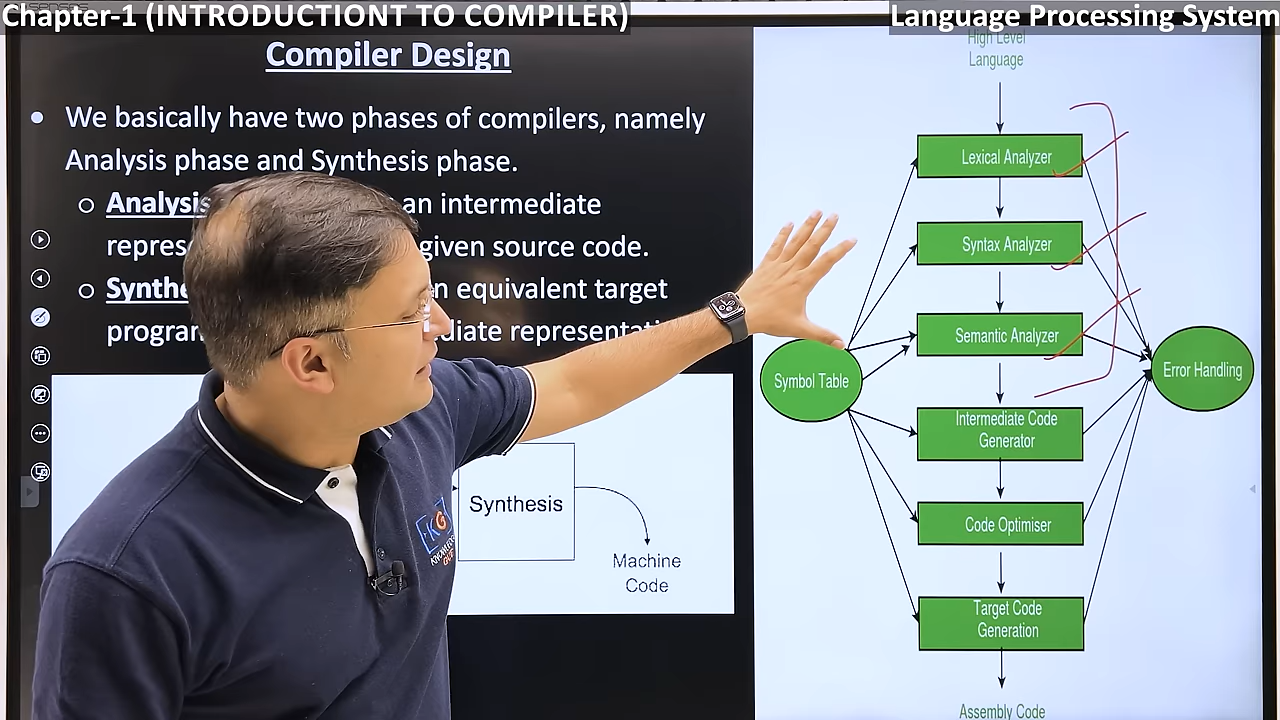 Chapter-1 (INTRODUCTIONT TO COMPILER)
Language Processing System
Compiler Design
We basically have two phases of compilers, namely
Analysis phase and Synthesis phase.
an intermediate
given source code.
equivalent target
Synthesis
Machine
Code
High Level
Language
Lexical Analyzer
Syntax Analyzer
Semantic Analyzer
Symbol Table
Error Handling
Intermediate Code
Generator
Code Optimiser
Target Code
Generation
Assembly Code
KG